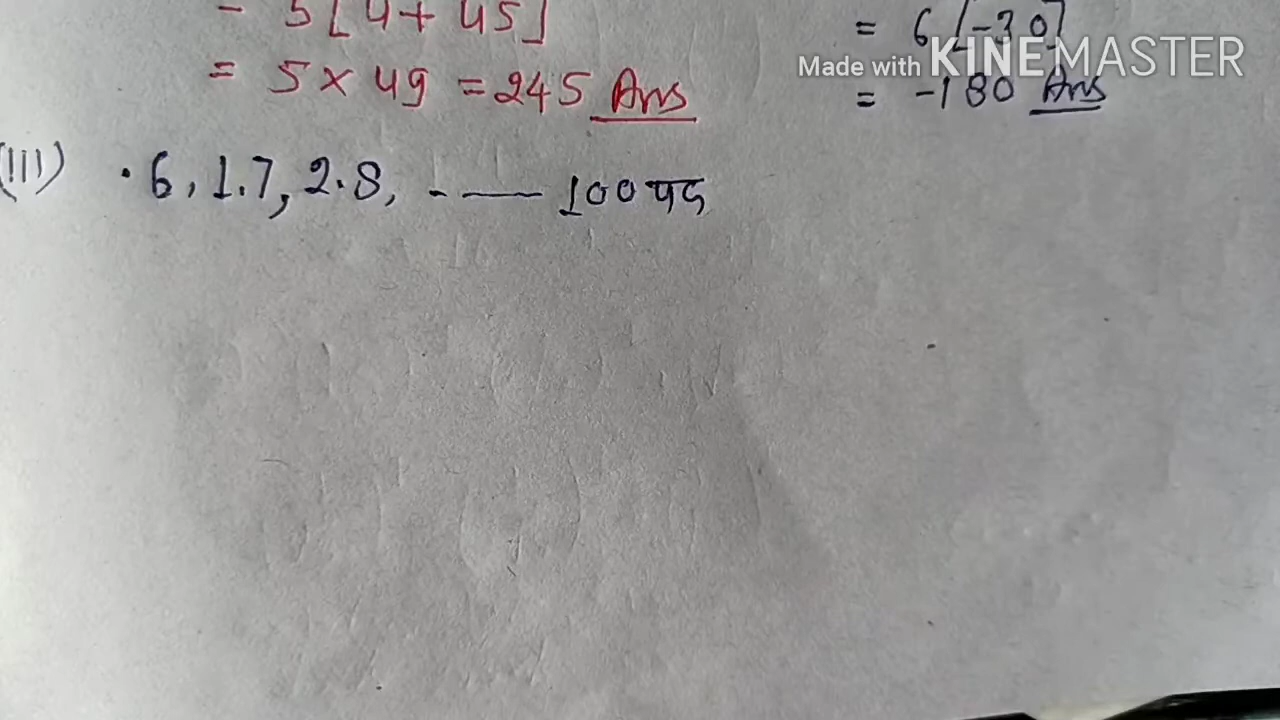 - 5[4+45]
= 5 × 49 = 245 Ans
= 6[-30]
Made with KINEMASTER
= -180 Ans
(III) .6, 1.7, 2.8, - — 100 पद